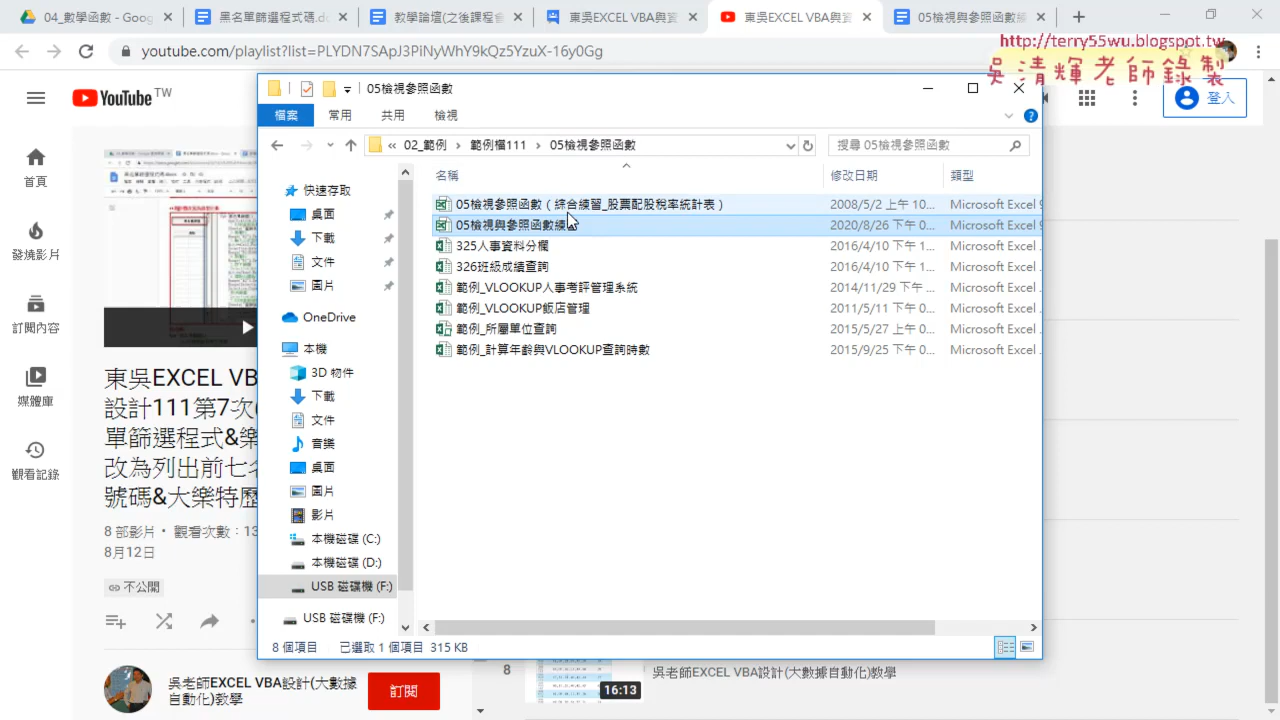 04_數學函數 - Goog
黑名單篩選程式碼.d
教學論壇(之後課程會
東吳EXCEL VBA與資
東吳EXCEL VBA與資
05檢視與參照函數練
youtube.com/playlist?list=PLYDN7SApJ3PiNyWhY9kQz5YzuX-16y0Gg
http://terry55wu.blogspot.tw
吳清輝老師錄製
YouTube TW
登入
首頁
發燒影片
訂閱內容
媒體庫
觀看記錄
05檢視參照函數
檔案
常用
共用
檢視
« 02_範例 › 範例檔111 › 05檢視參照函數
搜尋 05檢視參照函數
名稱
修改日期
類型
快速存取
桌面
下載
文件
圖片
OneDrive
本機
3D 物件
下載
文件
音樂
桌面
圖片
影片
本機磁碟 (C:)
本機磁碟 (D:)
USB 磁碟機 (F:)
USB 磁碟機 (F:)
05檢視參照函數（綜合練習_股實配股稅率統計表）
2008/5/2 上午 10...
Microsoft Excel 9
05檢視與參照函數練
2020/8/26 下午 0...
Microsoft Excel 9
325人事資料分欄
2016/4/10 下午 1...
Microsoft Excel .
326班級成績查詢
2016/4/10 下午 1...
Microsoft Excel .
範例_VLOOKUP人事考評管理系統
2014/11/29 下午...
Microsoft Excel .
範例_VLOOKUP飯店管理
2011/5/11 下午 0...
Microsoft Excel .
範例_所屬單位查詢
2015/5/27 上午 0...
Microsoft Excel .
範例_計算年齡與VLOOKUP查詢時數
2015/9/25 下午 0...
Microsoft Excel .
8 個項目
已選取 1 個項目 315 KB
東吳EXCEL VB
設計111第7次(
單篩選程式&樂
改為列出前七名
號碼&大樂特歷
8 部影片・觀看次數：13
8月12日
不公開
吳老師EXCEL VBA設計(大數據
自動化)教學
訂閱
8
16:13
吳老師EXCEL VBA設計(大數據自動化)教學